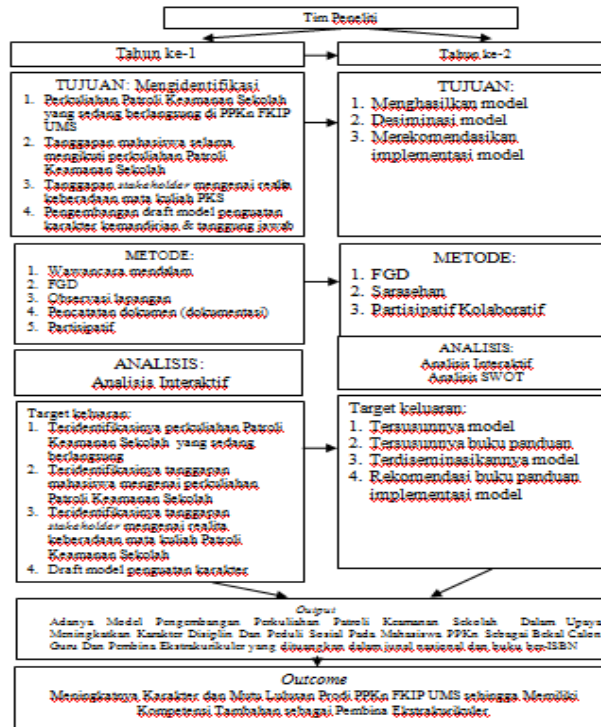 Tim Peneliti
Tahun ke-1
Tahun ke-2
TUJUAN: Mengidentifikasi
1. Perkuliahan Patroli Keamanan Sekolah
yang sedang berlangsung di PPKn FKIP
UMS
2. Tanggapan mahasiswa selama
mengikuti perkuliahan Patroli
Keamanan Sekolah
3. Tanggapan stakeholder mengenai realita
keberadaan mata kuliah PKS
4. Pengembangan draft model penguatan
karakter kemandirian & tanggung jawab
TUJUAN:
1. Menghasilkan model
2. Desiminasi model
3. Merekomendasikan
implementasi model
METODE:
1. Wawancara mendalam
2. FGD
3. Observasi lapangan
4. Pencatatan dokumen (dokumentasi)
5. Partisipatif
METODE:
1. FGD
2. Sarasehan
3. Partisipatif Kolaboratif
ANALISIS:
Analisis Interaktif
ANALISIS:
Analisis Interaktif
Analisis SWOT
Target keluaran:
1. Teridentifikasinya perkuliahan Patroli
Keamanan Sekolah yang sedang
berlangsung
2. Teridentifikasinya tanggapan
mahasiswa mengenai perkuliahan
Patroli Keamanan Sekolah
3. Teridentifikasinya tanggapan
stakeholder mengenai realita
keberadaan mata kuliah Patroli
Keamanan Sekolah
4. Draft model penguatan karakter
Target keluaran:
1. Tersusunnya model
2. Tersusunnya buku panduan
3. Terdiseminasikannya model
4. Rekomendasi buku panduan
implementasi model
Output
Adanya Model Pengembangan Perkuliahan Patroli Keamanan Sekolah Dalam Upaya
Meningkatkan Karakter Disiplin Dan Peduli Sosial Pada Mahasiswa PPKn Sebagai Bekal Calon
Guru Dan Pembina Ekstrakurikuler yang dituangkan dalam jurnal nasional dan buku ber-ISBN
Outcome
Meningkatnya Karakter dan Mutu Lulusan Prodi PPKn FKIP UMS sehingga Memiliki
Kompetensi Tambahan sebagai Pembina Ekstrakurikuler